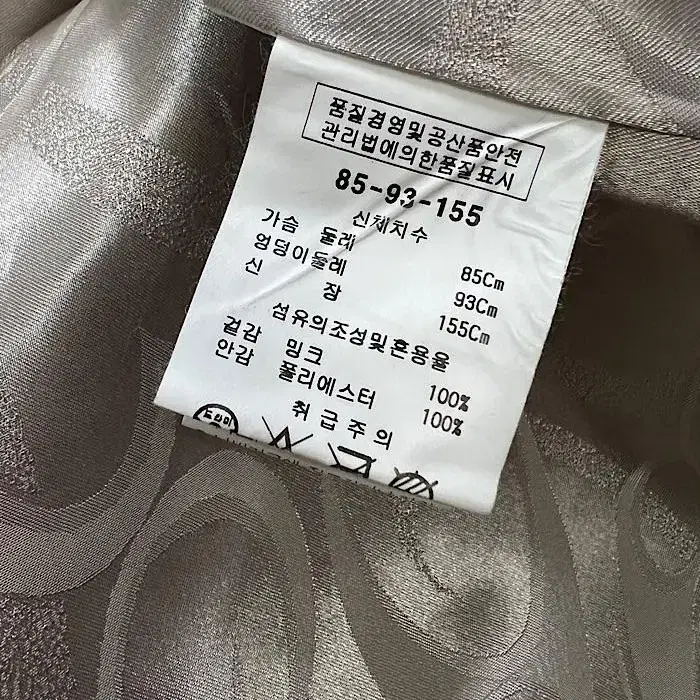 품질경영및공산품안전
관리법에의한품질표시
85-93-155
신체치수
가슴 둘레 85Cm
엉덩이둘레 93Cm
신 장 155Cm
섬유의조성및혼용율
겉감 밍크 100%
안감 폴리에스터 100%
취급주의
드라이